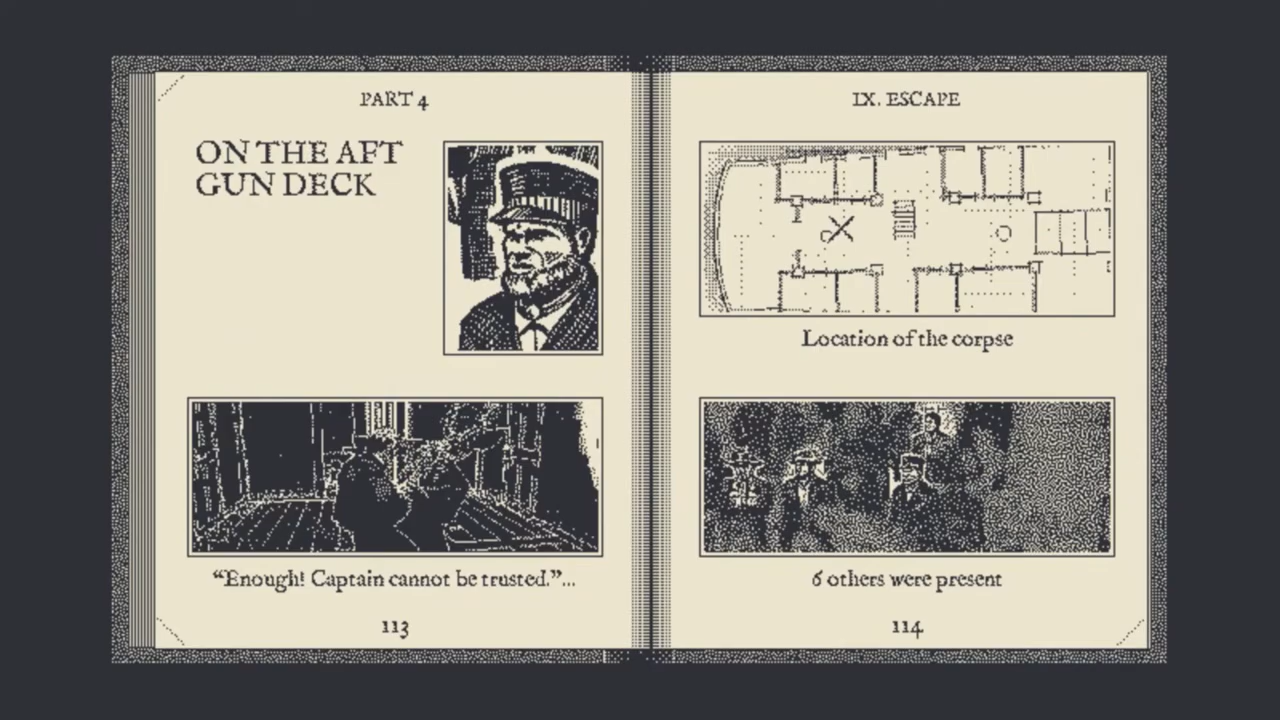 PART 4
ON THE AFT
GUN DECK
“Enough! Captain cannot be trusted.”...
113
IX. ESCAPE
Location of the corpse
6 others were present
114